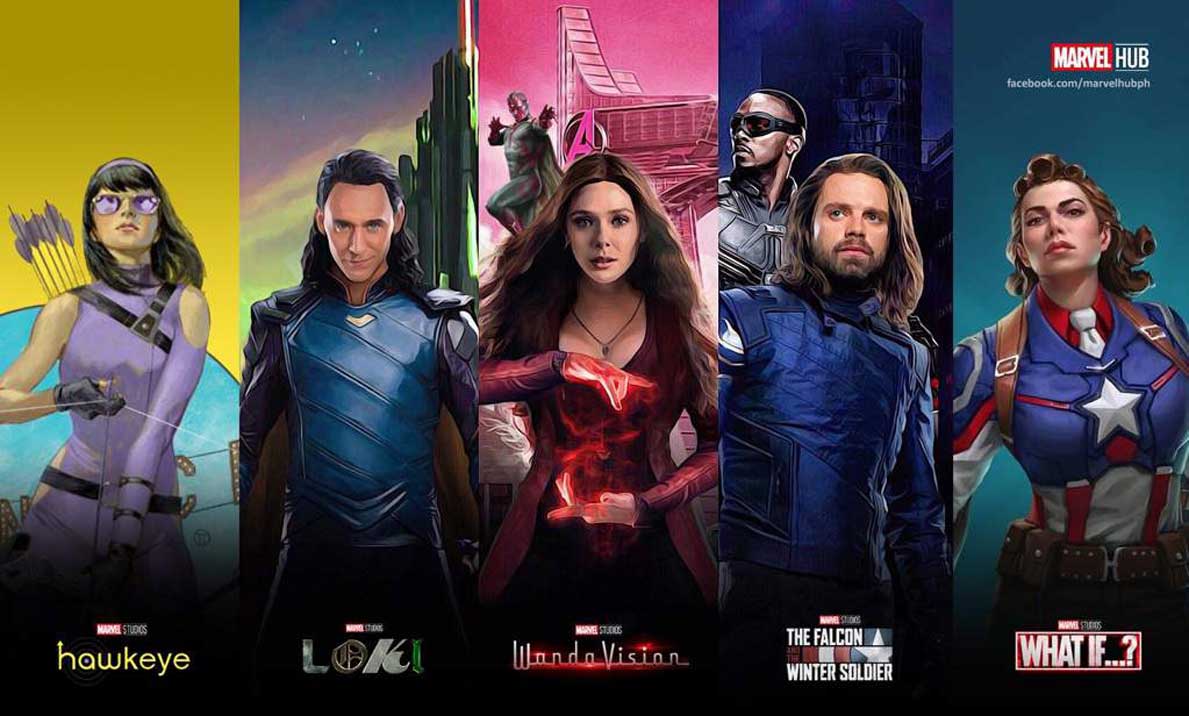 MARVEL HUB
facebook.com/marvelhubph
MARVEL STUDIOS
hawkeye
MARVEL STUDIOS
LOKI
MARVEL STUDIOS
WandaVision
MARVEL STUDIOS
THE FALCON
AND THE
WINTER SOLDIER
MARVEL STUDIOS
WHAT IF...?
A